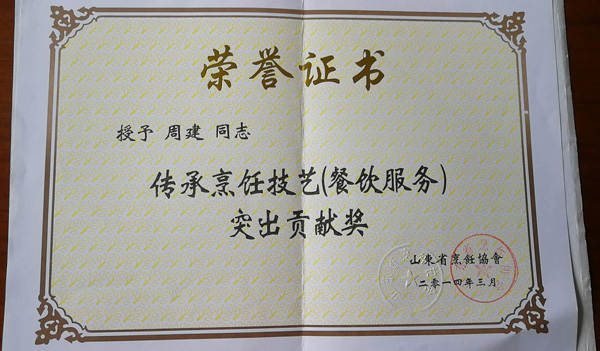 荣誉证书
授予 周建 同志
传承烹饪技艺(餐饮服务)
突出贡献奖
山東省烹飪協會
二零一四年三月